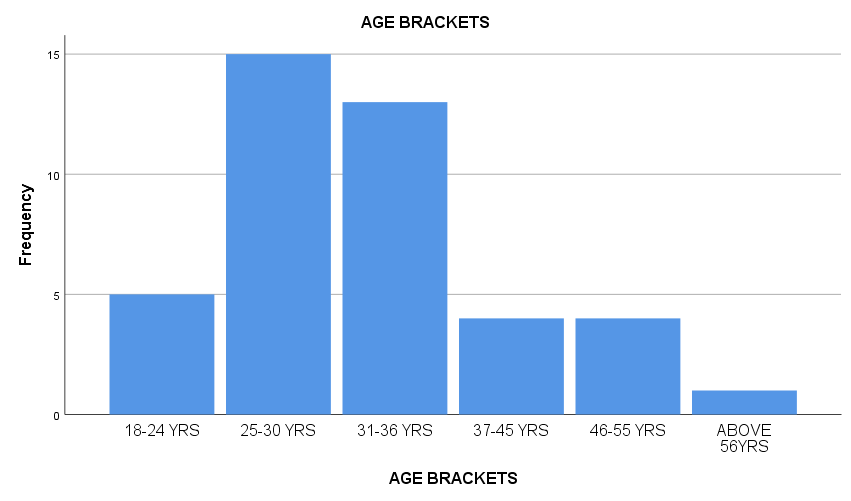 AGE BRACKETS
15
10
5
0
Frequency
18-24 YRS
25-30 YRS
31-36 YRS
37-45 YRS
46-55 YRS
ABOVE
56YRS
AGE BRACKETS